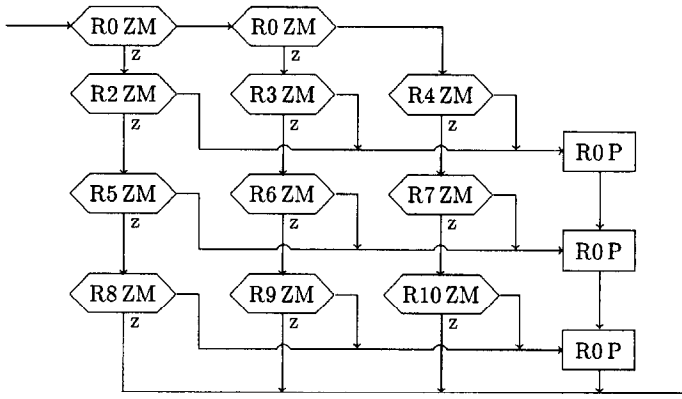 R0 ZM R0 ZM
z z
R2 ZM R3 ZM R4 ZM
z z z
R0 P
R5 ZM R6 ZM R7 ZM
z z z
R0 P
R8 ZM R9 ZM R10 ZM
z z z
R0 P